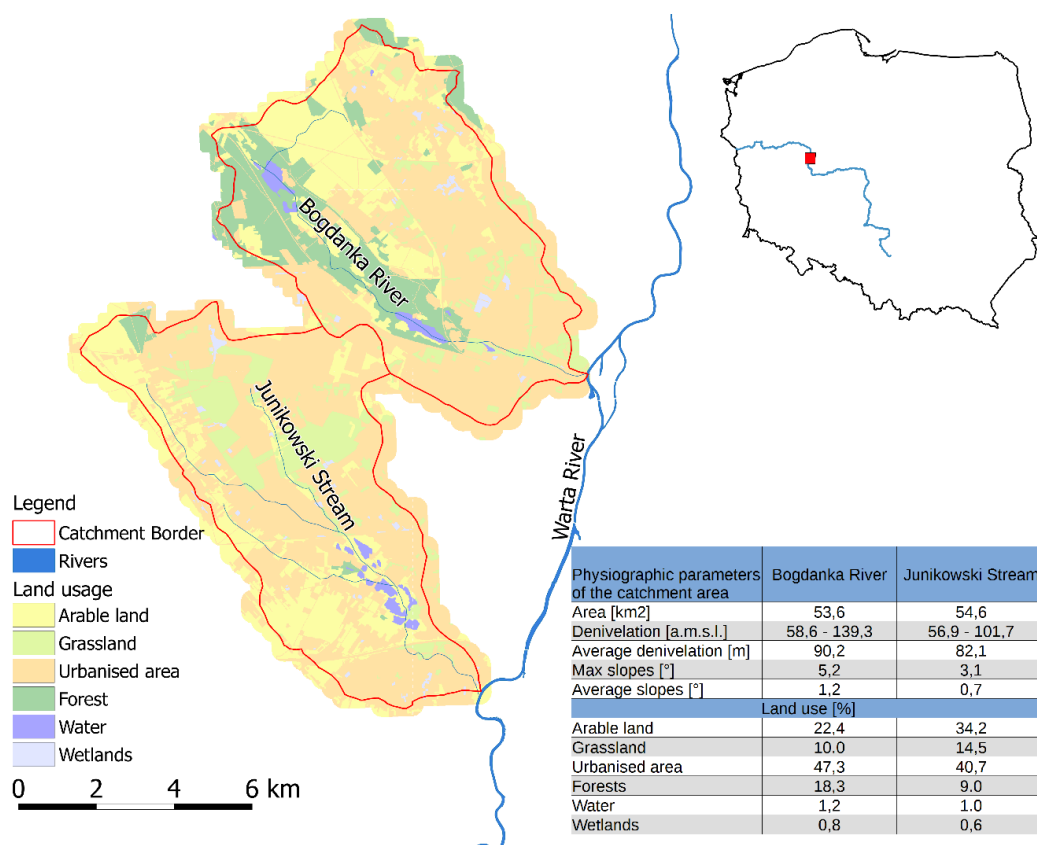 Bogdanka River
Junikowski Stream
Warta River
Legend
Catchment Border
Rivers
Land usage
Arable land
Grassland
Urbanised area
Forest
Water
Wetlands
0 2 4 6 km
Physiographic parameters of the catchment area Bogdanka River Junikowski Stream
Area [km2] 53,6 54,6
Denivelation [a.m.s.l.] 58.6 - 139,3 56,9 - 101,7
Average denivelation [m] 90,2 82,1
Max slopes [°] 5,2 3,1
Average slopes [°] 1,2 0,7
Land use [%]
Arable land 22,4 34,2
Grassland 10.0 14,5
Urbanised area 47,3 40,7
Forests 18,3 9.0
Water 1,2 1.0
Wetlands 0,8 0,6